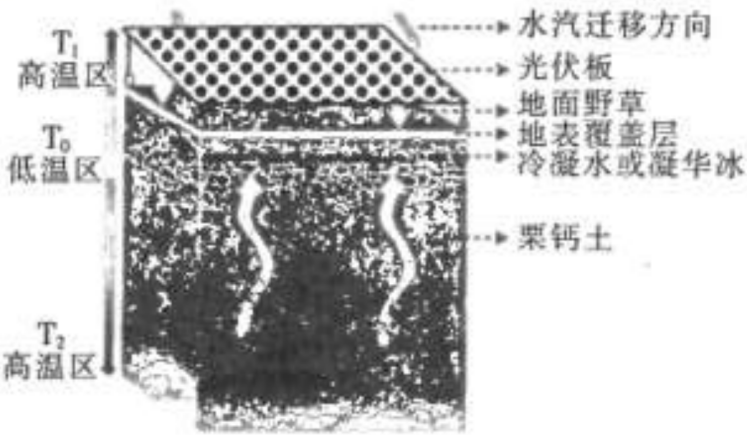 水汽迁移方向
T₁
高温区
光伏板
地面野草
地表覆盖层
T₀
低温区
冷凝水或凝华冰
栗钙土
T₂
高温区